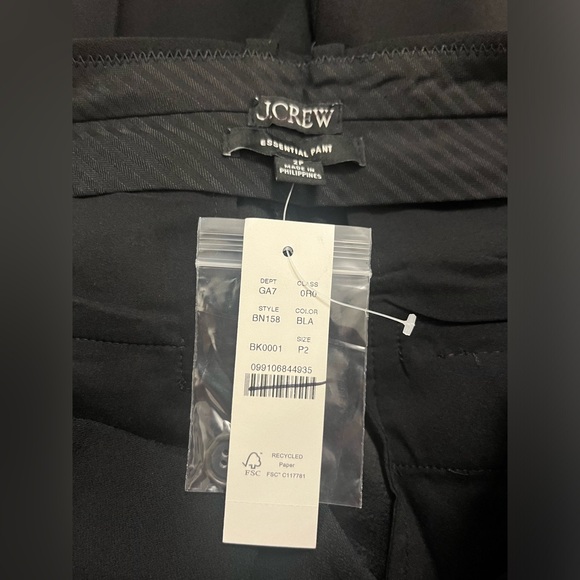 J.CREW
ESSENTIAL PANT
2P
MADE IN
PHILIPPINES
DEPT CLASS
GA7 0R0
STYLE COLOR
BN158 BLA
SIZE
BK0001 P2
099106844935
RECYCLED
Paper
FSC
FSC® C117761